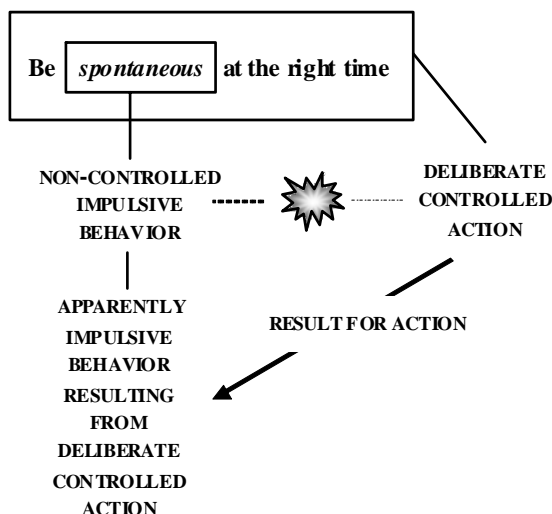 Be spontaneous at the right time
NON-CONTROLLED
IMPULSIVE
BEHAVIOR
DELIBERATE
CONTROLLED
ACTION
APPARENTLY
IMPULSIVE
BEHAVIOR
RESULTING
FROM
DELIBERATE
CONTROLLED
ACTION
RESULT FOR ACTION